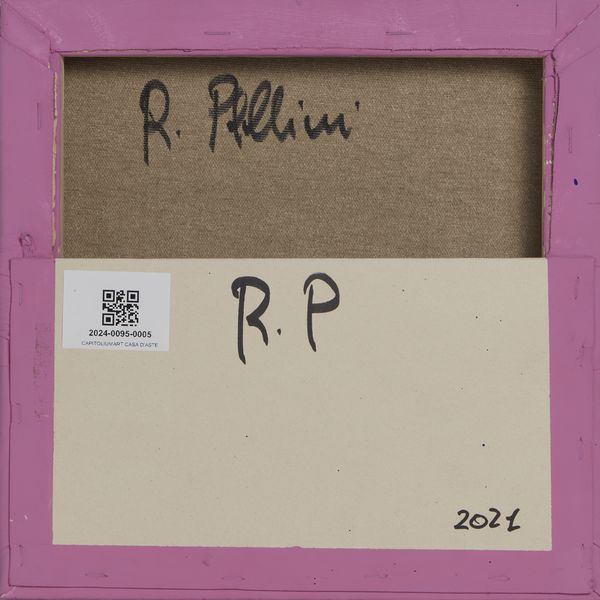 R. Pellini
R. P
2024-0095-0005
CAPITOLIUMART CASA D'ASTE
2021